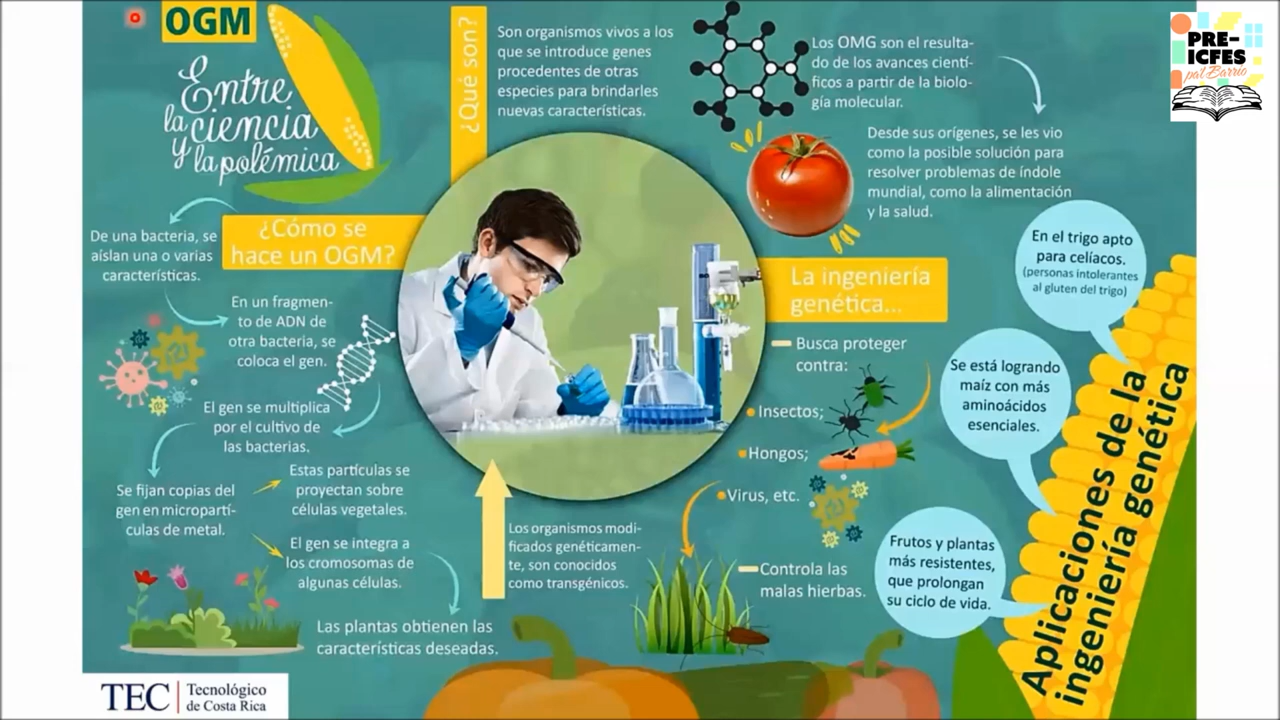 OGM
Entre
la ciencia
y la polémica
¿Qué son?
Son organismos vivos a los
que se introduce genes
procedentes de otras
especies para brindarles
nuevas características.
Los OMG son el resulta-
do de los avances cientí-
ficos a partir de la biolo-
gía molecular.
Desde sus orígenes, se les vio
como la posible solución para
resolver problemas de índole
mundial, como la alimentación
y la salud.
PRE-
ICFES
pal Barrio
¿Cómo se
hace un OGM?
De una bacteria, se
aíslan una o varias
características.
En un fragmen-
to de ADN de
otra bacteria, se
coloca el gen.
El gen se multiplica
por el cultivo de
las bacterias.
Se fijan copias del
gen en micropartí-
culas de metal.
Estas partículas se
proyectan sobre
células vegetales.
El gen se integra a
los cromosomas de
algunas células.
Las plantas obtienen las
características deseadas.
Los organismos modi-
ficados genéticamen-
te, son conocidos
como transgénicos.
La ingeniería
genética...
Busca proteger
contra:
Insectos;
Hongos;
Virus, etc.
Controla las
malas hierbas.
En el trigo apto
para celíacos.
(personas intolerantes
al gluten del trigo)
Se está logrando
maíz con más
aminoácidos
esenciales.
Frutos y plantas
más resistentes,
que prolongan
su ciclo de vida.
Aplicaciones de la
ingeniería genética
TEC
Tecnológico
de Costa Rica